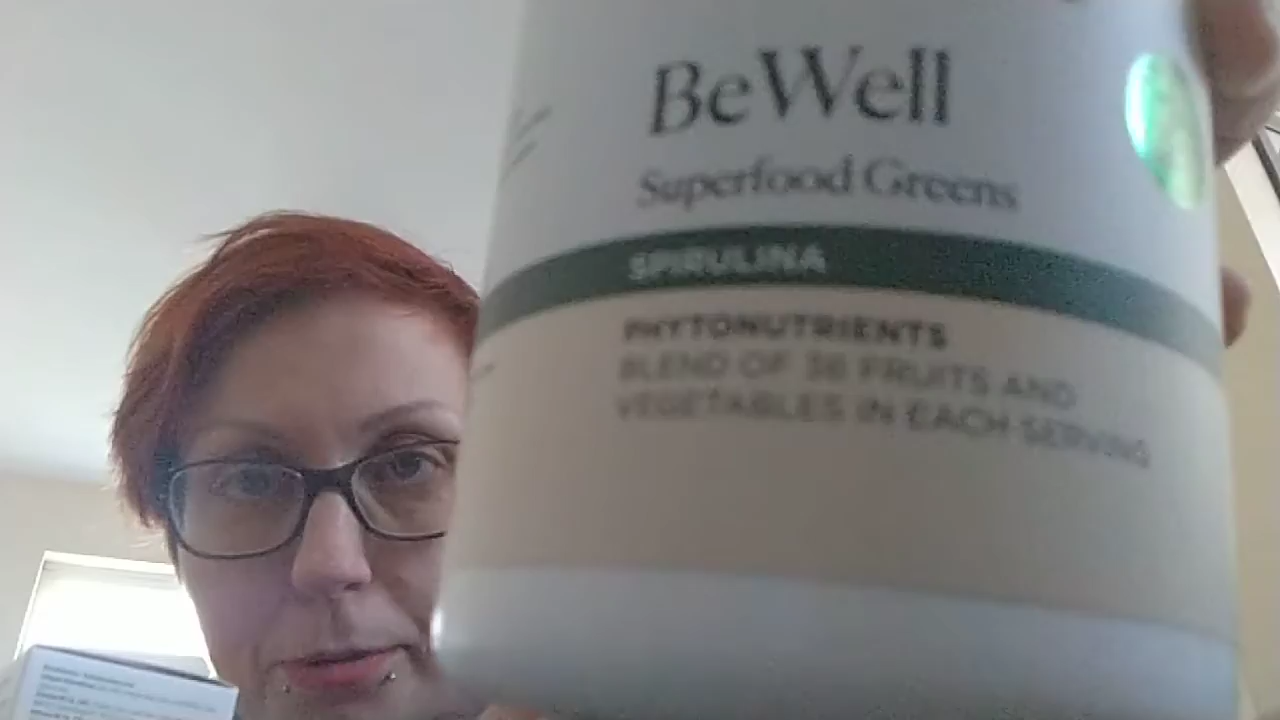 BeWell
Superfood Greens
SPIRULINA
PHYTONUTRIENTS
BLEND OF 38 FRUITS AND
VEGETABLES IN EACH SERVING